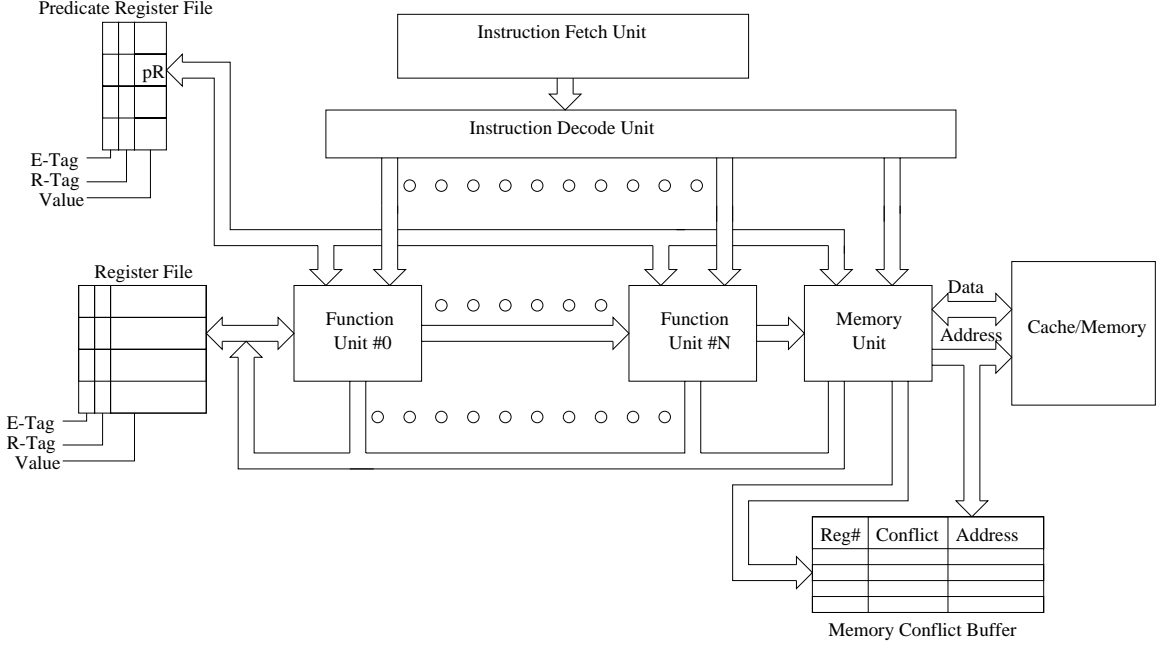 Predicate Register File
Instruction Fetch Unit
pR
Instruction Decode Unit
E-Tag
R-Tag
Value
Register File
Data
Function
Unit #0
Function
Unit #N
Memory
Unit
Cache/Memory
Address
E-Tag
R-Tag
Value
Reg# Conflict Address
Memory Conflict Buffer